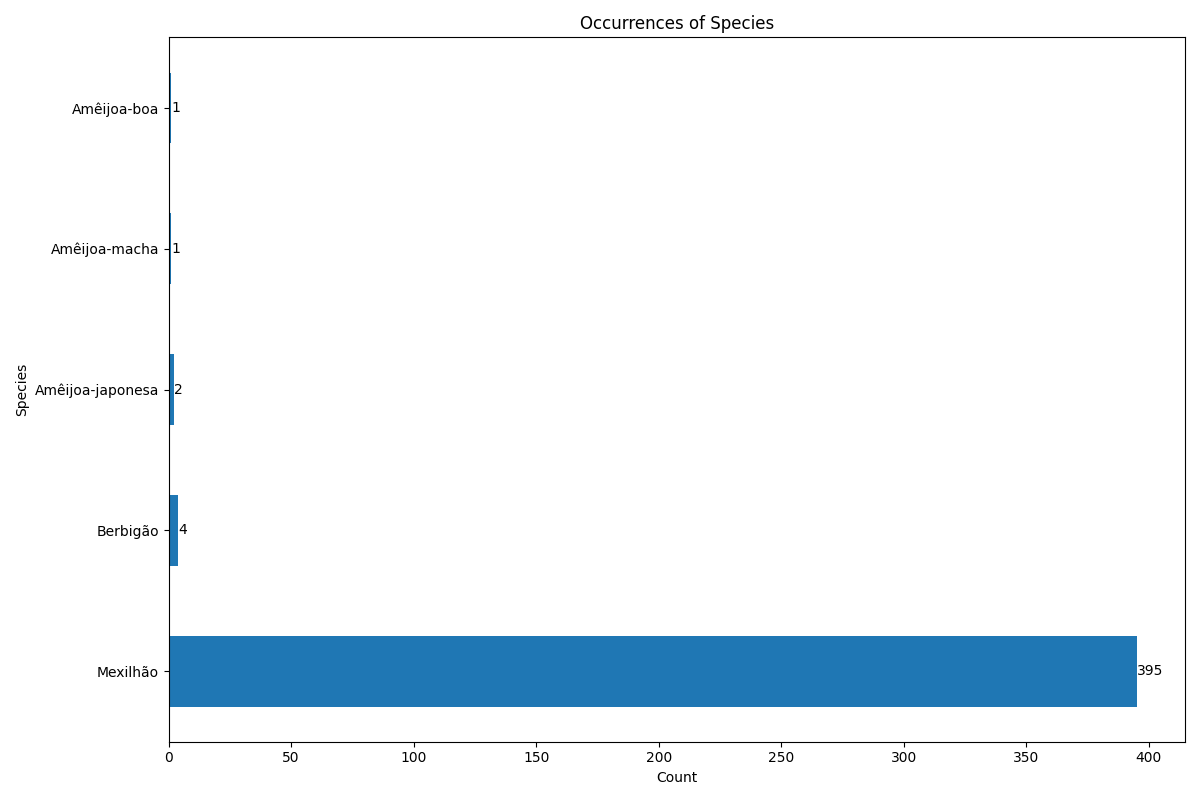 Occurrences of Species
Amêijoa-boa
1
Amêijoa-macha
1
Amêijoa-japonesa
2
Berbigão
4
Mexilhão
395
Species
0 50 100 150 200 250 300 350 400
Count